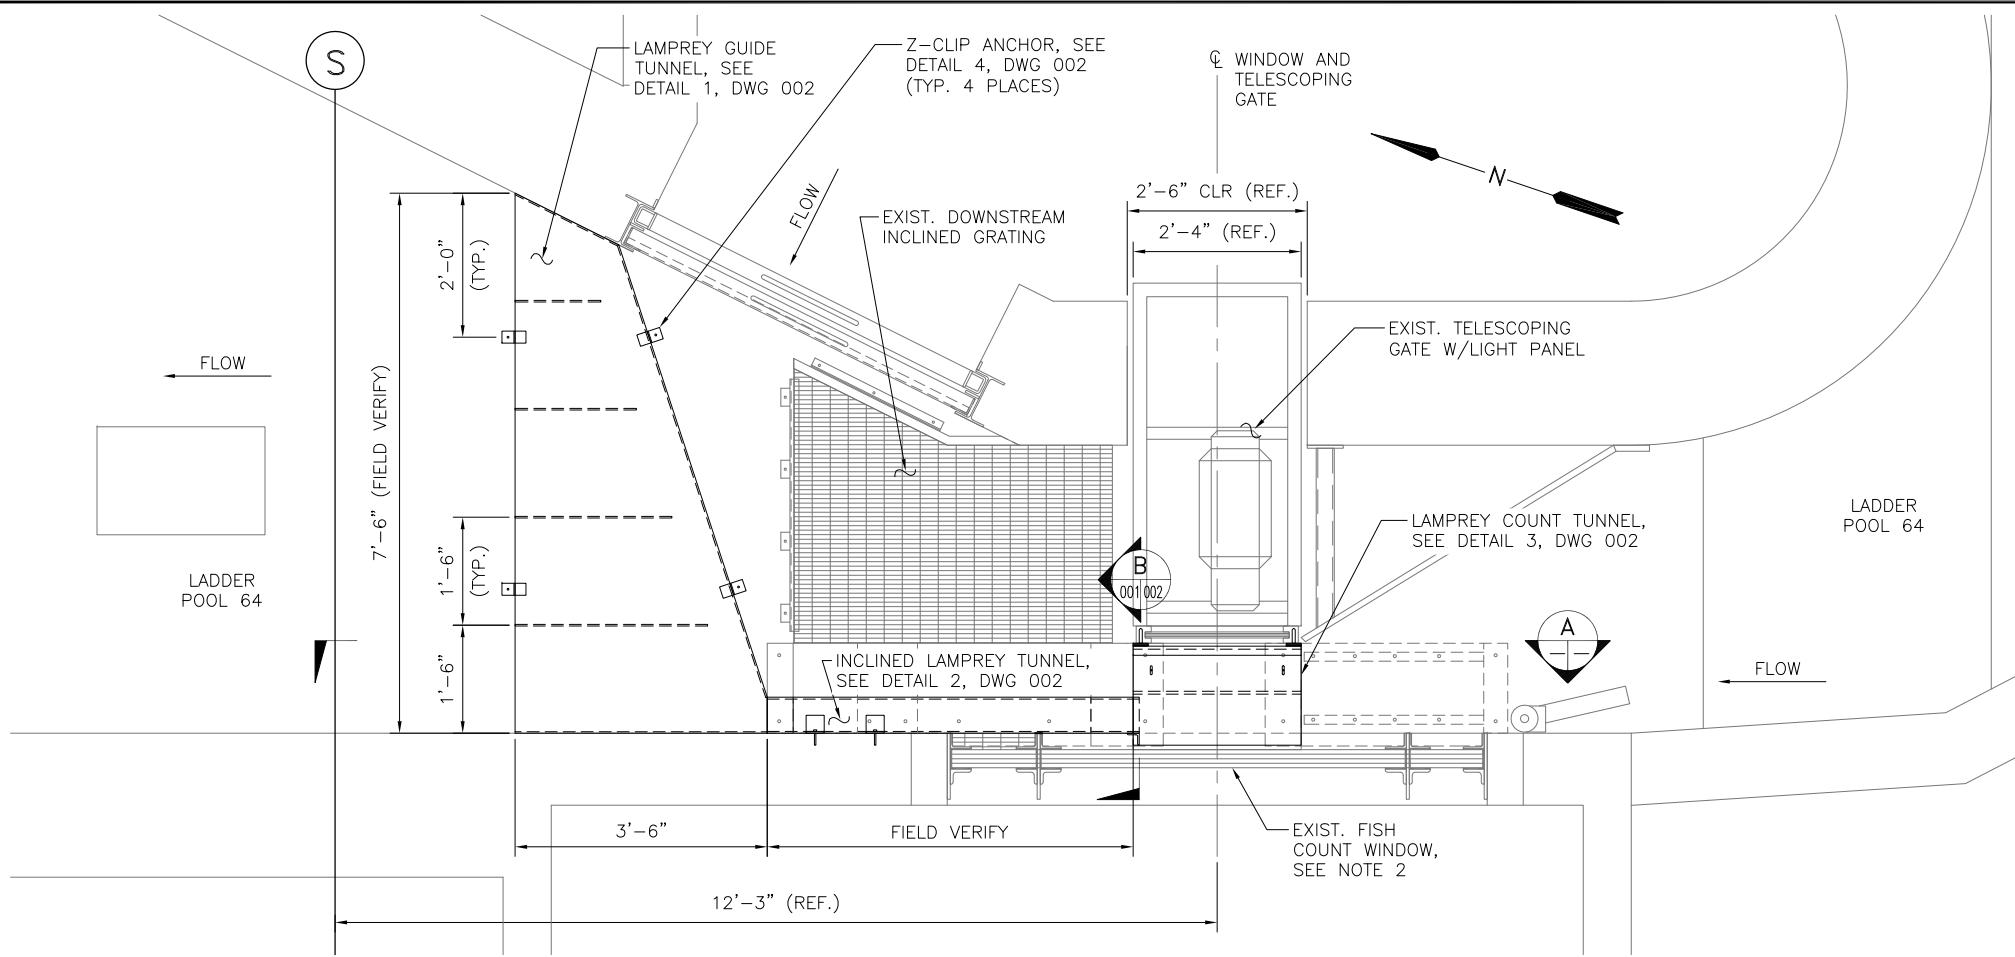 S
LAMPREY GUIDE
TUNNEL, SEE
DETAIL 1, DWG 002
Z-CLIP ANCHOR, SEE
DETAIL 4, DWG 002
(TYP. 4 PLACES)
℄ WINDOW AND
TELESCOPING
GATE
N
FLOW
2'-6" CLR (REF.)
2'-4" (REF.)
EXIST. DOWNSTREAM
INCLINED GRATING
2'-0"
(TYP.)
FLOW
EXIST. TELESCOPING
GATE W/LIGHT PANEL
7'-6" (FIELD VERIFY)
LADDER
POOL 64
LAMPREY COUNT TUNNEL,
SEE DETAIL 3, DWG 002
1'-6"
(TYP.)
B
001 002
LADDER
POOL 64
A
1'-6"
INCLINED LAMPREY TUNNEL,
SEE DETAIL 2, DWG 002
FLOW
3'-6"
FIELD VERIFY
EXIST. FISH
COUNT WINDOW,
SEE NOTE 2
12'-3" (REF.)